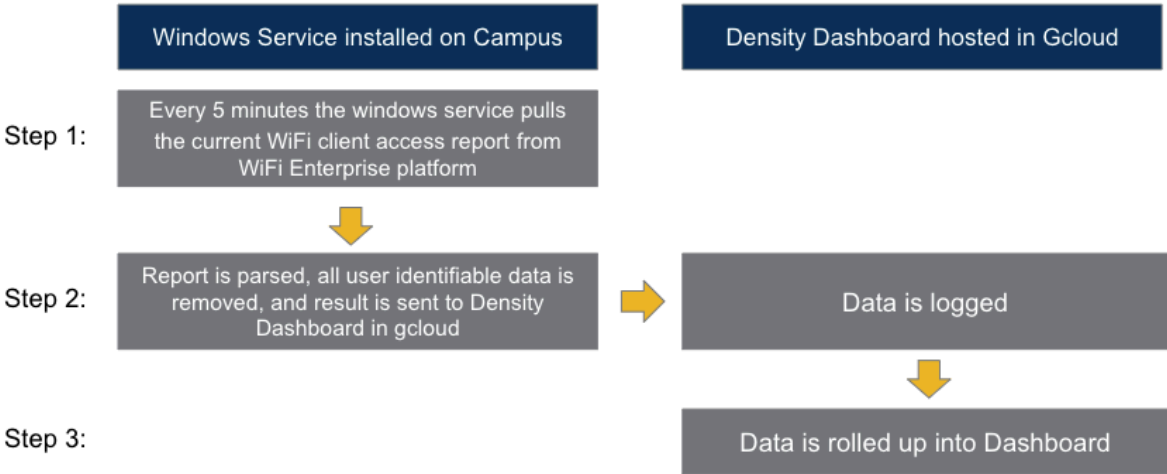 Windows Service installed on Campus
Density Dashboard hosted in Gcloud
Step 1:
Every 5 minutes the windows service pulls
the current WiFi client access report from
WiFi Enterprise platform
Step 2:
Report is parsed, all user identifiable data is
removed, and result is sent to Density
Dashboard in gcloud
Data is logged
Step 3:
Data is rolled up into Dashboard